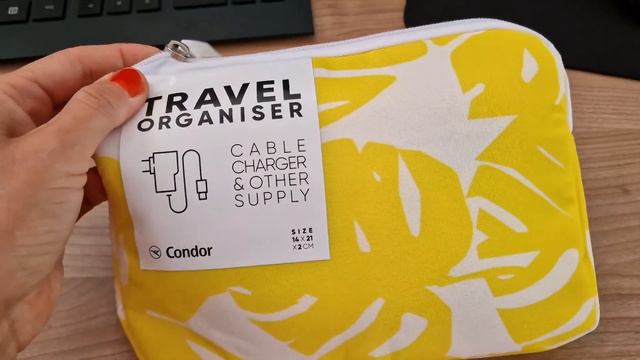 TRAVEL
ORGANISER
CABLE
CHARGER
& OTHER
SUPPLY
SIZE
14 X 21
X 2 CM
Condor